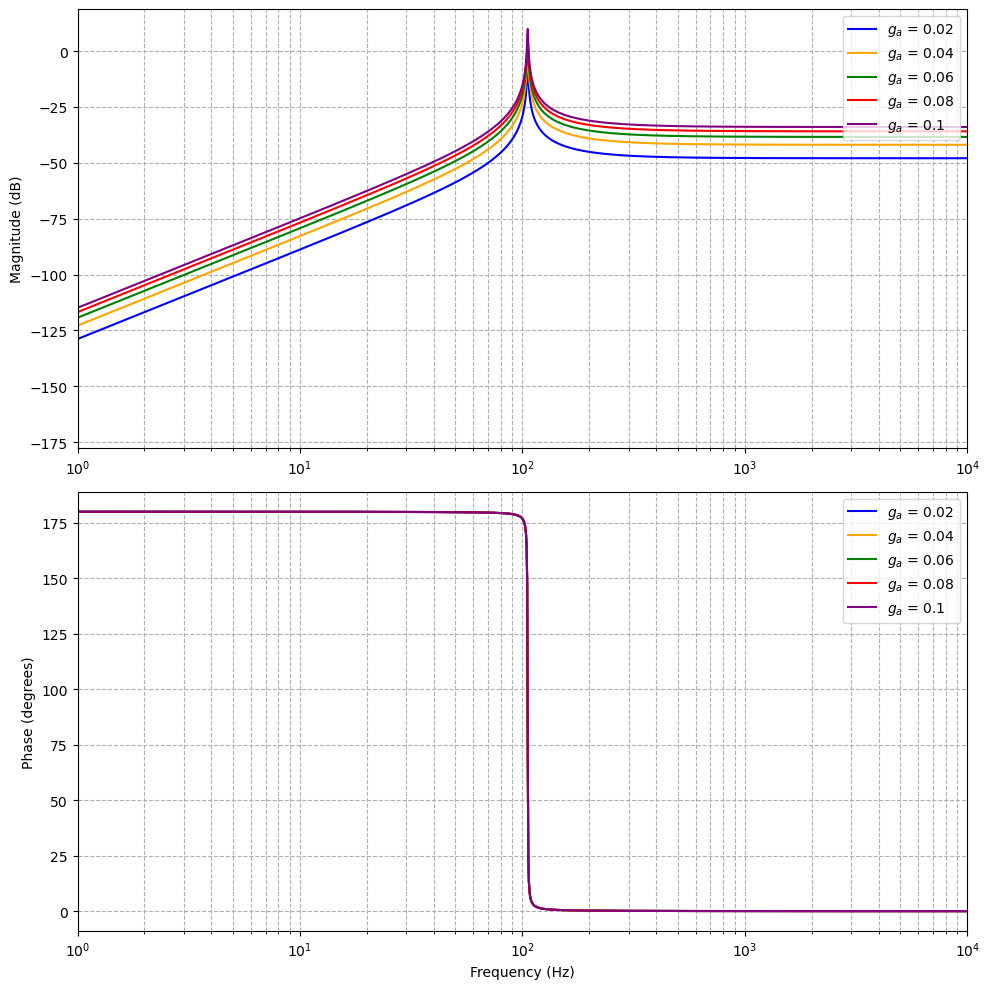 0
−25
−50
−75
−100
−125
−150
−175
Magnitude (dB)
g_a = 0.02
g_a = 0.04
g_a = 0.06
g_a = 0.08
g_a = 0.1
10^0
10^1
10^2
10^3
10^4
175
150
125
100
75
50
25
0
Phase (degrees)
g_a = 0.02
g_a = 0.04
g_a = 0.06
g_a = 0.08
g_a = 0.1
10^0
10^1
10^2
10^3
10^4
Frequency (Hz)